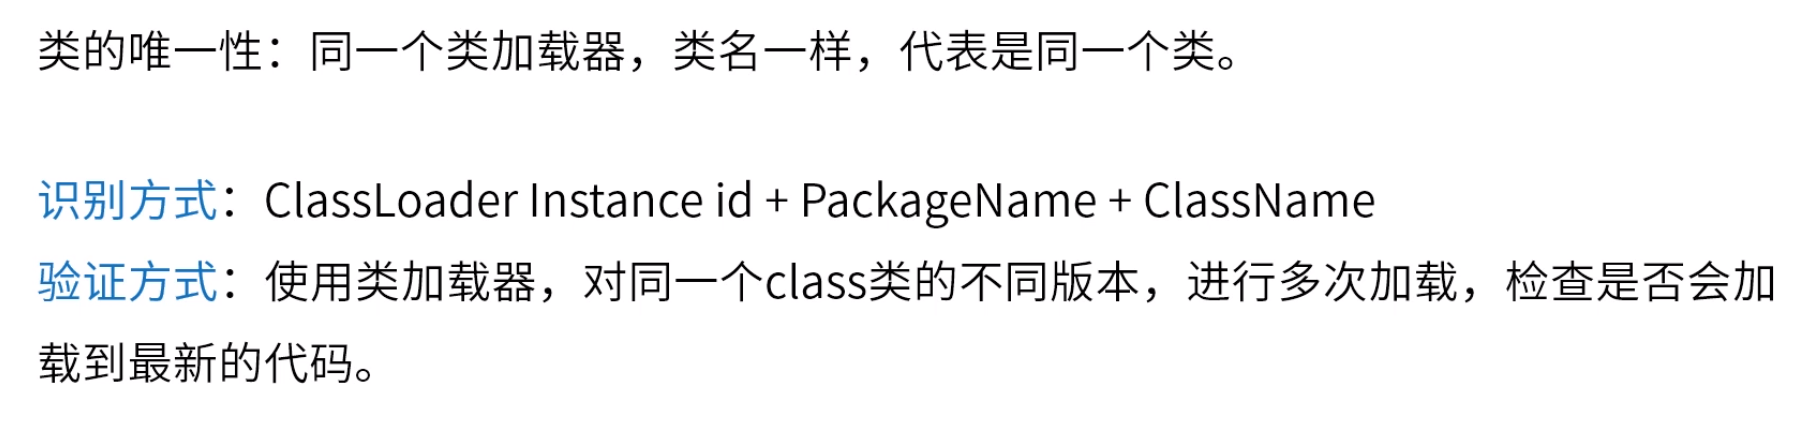 类的唯一性：同一个类加载器，类名一样，代表是同一个类。
识别方式：ClassLoader Instance id + PackageName + ClassName
验证方式：使用类加载器，对同一个class类的不同版本，进行多次加载，检查是否会加
载到最新的代码。